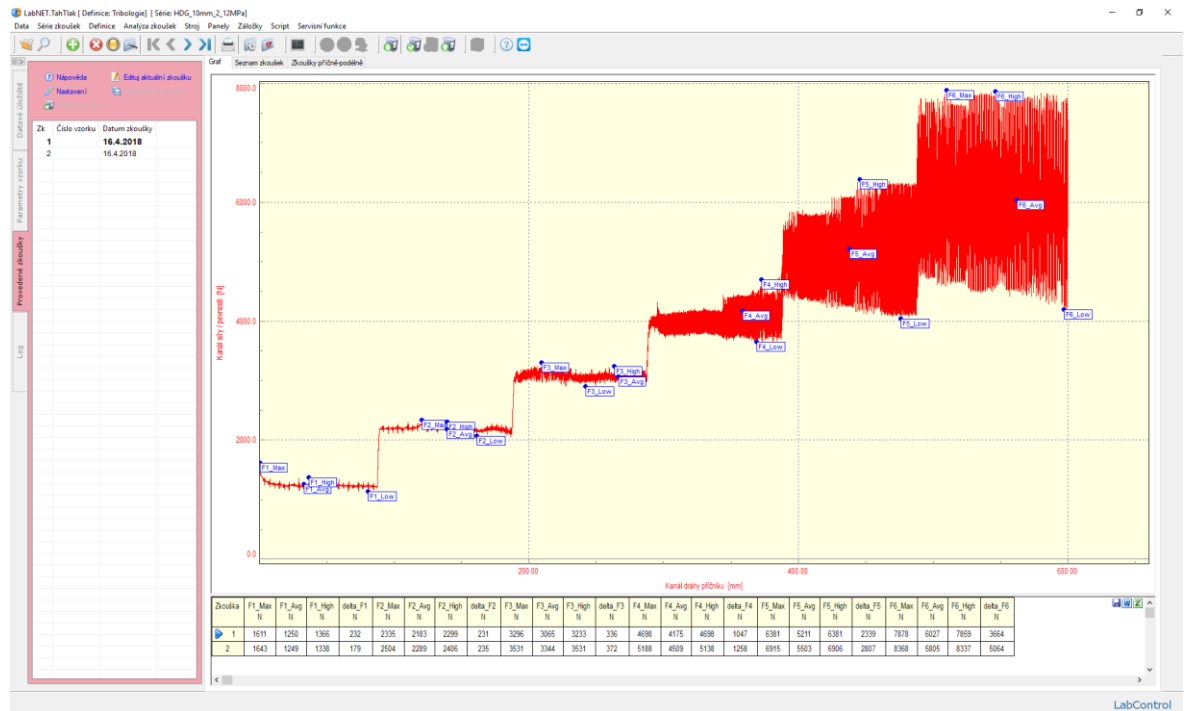 LabNET.TahTlak [ Definice: Tribologie] [ Série: HDG_10mm_2_12MPa]
Data Série zkoušek Definice Analýza zkoušek Stroj Panely Záložky Script Servisní funkce
Graf Seznam zkoušek Zkoušky příčně-podélné
Datové úložiště
Parametry vzorku
Provedené zkoušky
Log
Nápověda Edituj aktuální zkoušku
Nastavení
Zk Číslo vzorku Datum zkoušky
1 16.4.2018
2 16.4.2018
Kanál síly / pevnosti [N]
8000.0
6000.0
4000.0
2000.0
0.0
F6_Max F6_High
F5_High
F6_Avg
F5_Avg
F4_High
F4_Avg
F6_Low
F5_Low
F4_Low
F3_Max
F3_High
F3_Avg
F3_Low
F2_Max
F2_High
F2_Avg
F2_Low
F1_Max
F1_High
F1_Avg
F1_Low
200.00 400.00 600.00
Kanál dráhy příčníku [mm]
Zkouška F1_Max F1_Avg F1_High delta_F1 F2_Max F2_Avg F2_High delta_F2 F3_Max F3_Avg F3_High delta_F3 F4_Max F4_Avg F4_High delta_F4 F5_Max F5_Avg F5_High delta_F5 F6_Max F6_Avg F6_High delta_F6
N N N N N N N N N N N N N N N N N N N N N N N N
1 1611 1250 1366 232 2335 2183 2299 231 3296 3065 3233 336 4698 4175 4698 1047 6381 5211 6381 2339 7878 6027 7859 3664
2 1643 1249 1338 179 2504 2289 2406 235 3531 3344 3531 372 5188 4509 5138 1258 6915 5503 6906 2807 8368 5805 8337 5064
LabControl